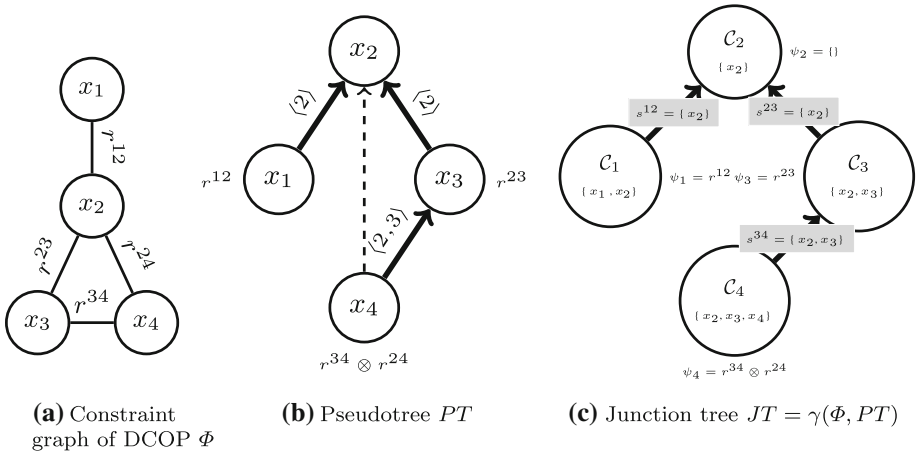 x₁
r¹²
x₂
r²³
r²⁴
r³⁴
x₃
x₄
(a) Constraint
graph of DCOP Φ
x₂
⟨2⟩
⟨2⟩
r¹²
x₁
x₃
r²³
⟨2, 3⟩
x₄
r³⁴ ⊗ r²⁴
(b) Pseudotree PT
C₂
{ x₂ }
ψ₂ = {}
s¹² = { x₂ }
s²³ = { x₂ }
C₁
{ x₁ , x₂ }
ψ₁ = r¹² ψ₃ = r²³
C₃
{ x₂, x₃ }
s³⁴ = { x₂, x₃ }
C₄
{ x₂, x₃, x₄ }
ψ₄ = r³⁴ ⊗ r²⁴
(c) Junction tree JT = γ(Φ, PT)